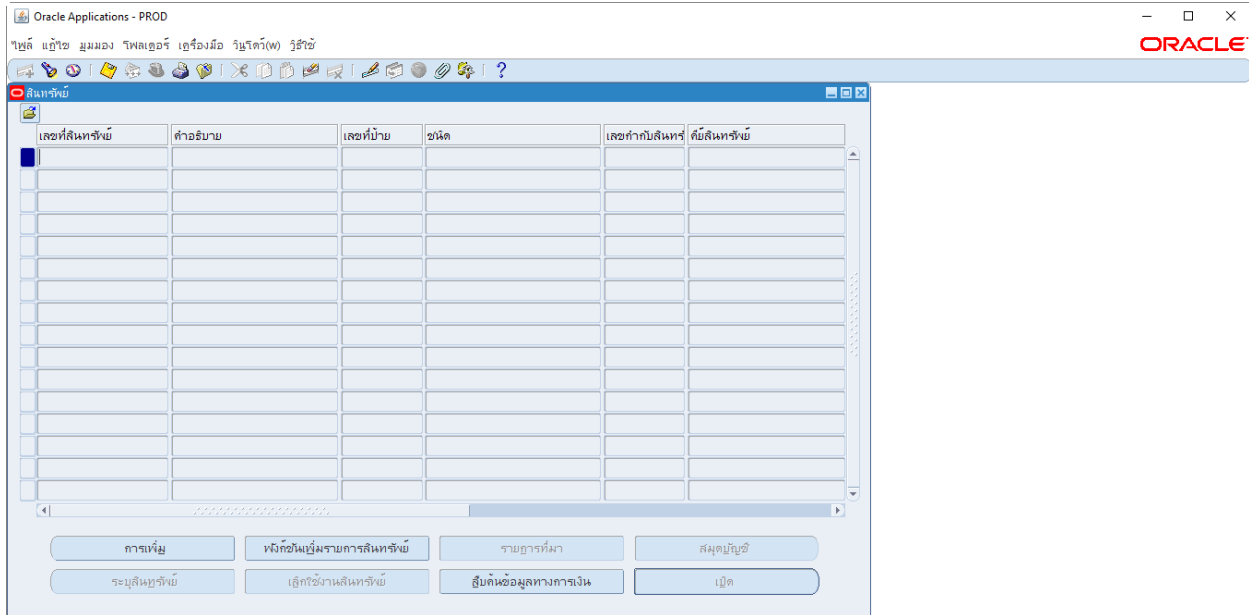 Oracle Applications - PROD
ไฟล์ แก้ไข มุมมอง โฟลเดอร์ เครื่องมือ วินโดว์(w) วิธีใช้
ORACLE
สินทรัพย์
เลขที่สินทรัพย์ คำอธิบาย เลขที่ป้าย ชนิด เลขกำกับสินทร์ คีย์สินทรัพย์
การเพิ่ม ฟังก์ชันเพิ่มรายการสินทรัพย์ รายการที่มา สมุดบัญชี
ระบุสินทรัพย์ เลิกใช้งานสินทรัพย์ สืบค้นข้อมูลทางการเงิน เปิด